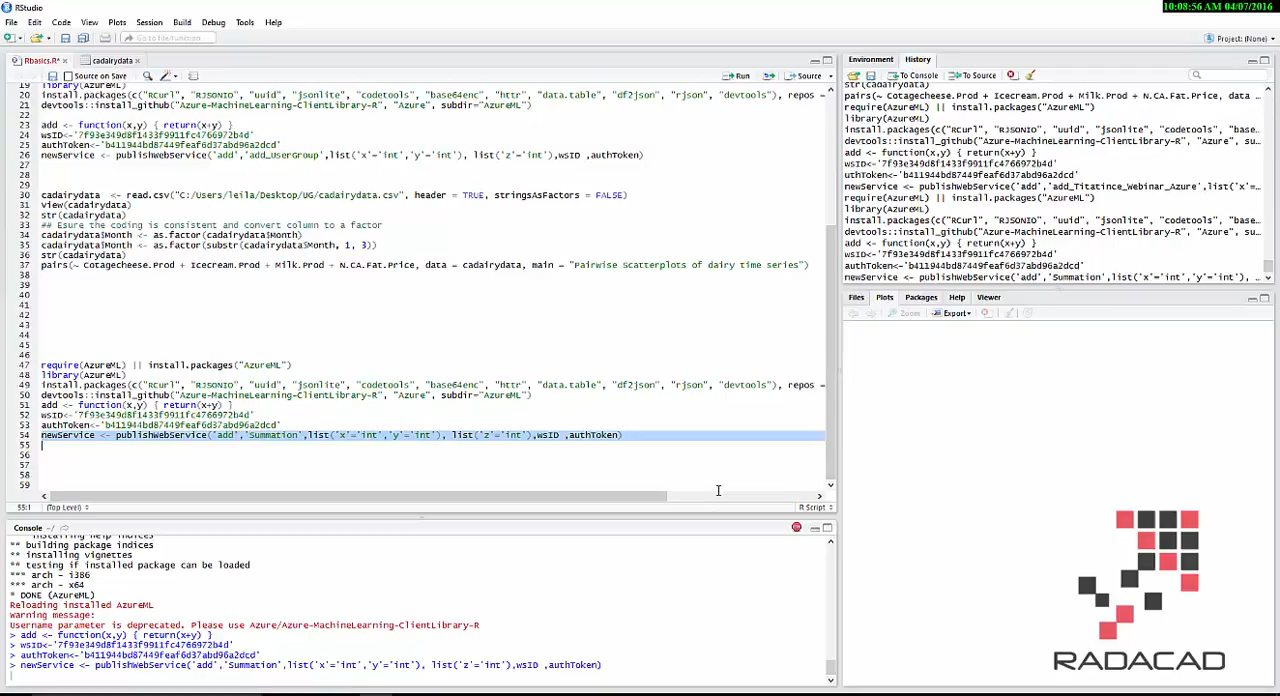 RStudio
10:08:56 AM 04/07/2016
File Edit Code View Plots Session Build Debug Tools Help
Go to file/function
Project: (None)
Rbasics.R* cadairydata
Source on Save Run Source
19 library(AzureML)
20 install.packages(c("RCurl", "RJSONIO", "uuid", "jsonlite", "codetools", "base64enc", "httr", "data.table", "df2json", "rjson", "devtools"), repos =
21 devtools::install_github("Azure-MachineLearning-ClientLibrary-R", "Azure", subdir="AzureML")
22
23 add <- function(x,y) { return(x+y) }
24 wsID<-'7f93e349d8f1433f9911fc4766972b4d'
25 authToken<-'b411944bd87449feaf6d37abd96a2dcd'
26 newService <- publishWebService('add','add_UserGroup',list('x'='int','y'='int'), list('z'='int'),wsID ,authToken)
27
28
29
30 cadairydata <- read.csv("C:/Users/leila/Desktop/UG/cadairydata.csv", header = TRUE, stringsAsFactors = FALSE)
31 View(cadairydata)
32 str(cadairydata)
33 ## Esure the coding is consistent and convert column to a factor
34 cadairydata$Month <- as.factor(cadairydata$Month)
35 cadairydata$Month <- as.factor(substr(cadairydata$Month, 1, 3))
36 str(cadairydata)
37 pairs(~ Cotagecheese.Prod + Icecream.Prod + Milk.Prod + N.CA.Fat.Price, data = cadairydata, main = "Pairwise Scatterplots of dairy time series")
38
39
40
41
42
43
44
45
46
47 require(AzureML) || install.packages("AzureML")
48 library(AzureML)
49 install.packages(c("RCurl", "RJSONIO", "uuid", "jsonlite", "codetools", "base64enc", "httr", "data.table", "df2json", "rjson", "devtools"), repos =
50 devtools::install_github("Azure-MachineLearning-ClientLibrary-R", "Azure", subdir="AzureML")
51 add <- function(x,y) { return(x+y) }
52 wsID<-'7f93e349d8f1433f9911fc4766972b4d'
53 authToken<-'b411944bd87449feaf6d37abd96a2dcd'
54 newService <- publishWebService('add','Summation',list('x'='int','y'='int'), list('z'='int'),wsID ,authToken)
55
56
57
58
59
55:1 (Top Level) R Script
Console ~/
*** installing help indices
** building package indices
** installing vignettes
** testing if installed package can be loaded
*** arch - i386
*** arch - x64
* DONE (AzureML)
Reloading installed AzureML
Warning message:
Username parameter is deprecated. Please use Azure/Azure-MachineLearning-ClientLibrary-R
> add <- function(x,y) { return(x+y) }
> wsID<-'7f93e349d8f1433f9911fc4766972b4d'
> authToken<-'b411944bd87449feaf6d37abd96a2dcd'
> newService <- publishWebService('add','Summation',list('x'='int','y'='int'), list('z'='int'),wsID ,authToken)
Environment History
To Console To Source
str(cadairydata)
pairs(~ Cotagecheese.Prod + Icecream.Prod + Milk.Prod + N.CA.Fat.Price, data …
require(AzureML) || install.packages("AzureML")
library(AzureML)
install.packages(c("RCurl", "RJSONIO", "uuid", "jsonlite", "codetools", "base…
devtools::install_github("Azure-MachineLearning-ClientLibrary-R", "Azure", su…
add <- function(x,y) { return(x+y) }
wsID<-'7f93e349d8f1433f9911fc4766972b4d'
uthToken<-'b411944bd87449feaf6d37abd96a2dcd'
newService <- publishWebService('add','add_Titatince_Webinar_Azure',list('x'=…
require(AzureML) || install.packages("AzureML")
library(AzureML)
install.packages(c("RCurl", "RJSONIO", "uuid", "jsonlite", "codetools", "base…
devtools::install_github("Azure-MachineLearning-ClientLibrary-R", "Azure", su…
add <- function(x,y) { return(x+y) }
wsID<-'7f93e349d8f1433f9911fc4766972b4d'
authToken<-'b411944bd87449feaf6d37abd96a2dcd'
newService <- publishWebService('add','Summation',list('x'='int','y'='int'), …
Files Plots Packages Help Viewer
Zoom Export
RADACAD